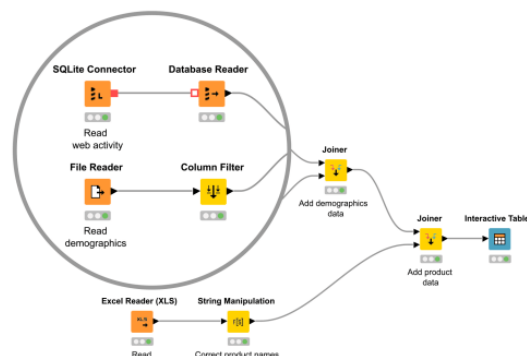 SQLite Connector
Database Reader
Read
web activity
File Reader
Column Filter
Read
demographics
Joiner
Add demographics
data
Joiner
Interactive Table
Add product
data
Excel Reader (XLS)
String Manipulation
XLS
Read
Correct product names